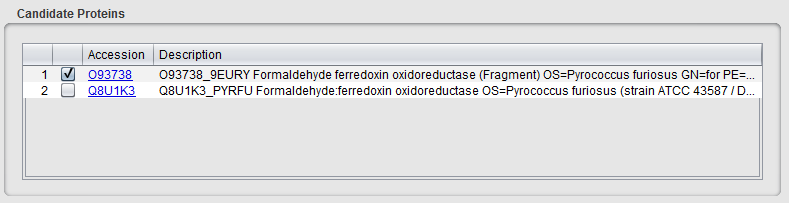 Candidate Proteins
Accession Description
1 O93738 O93738_9EURY Formaldehyde ferredoxin oxidoreductase (Fragment) OS=Pyrococcus furiosus GN=for PE=...
2 Q8U1K3 Q8U1K3_PYRFU Formaldehyde:ferredoxin oxidoreductase OS=Pyrococcus furiosus (strain ATCC 43587 / D...